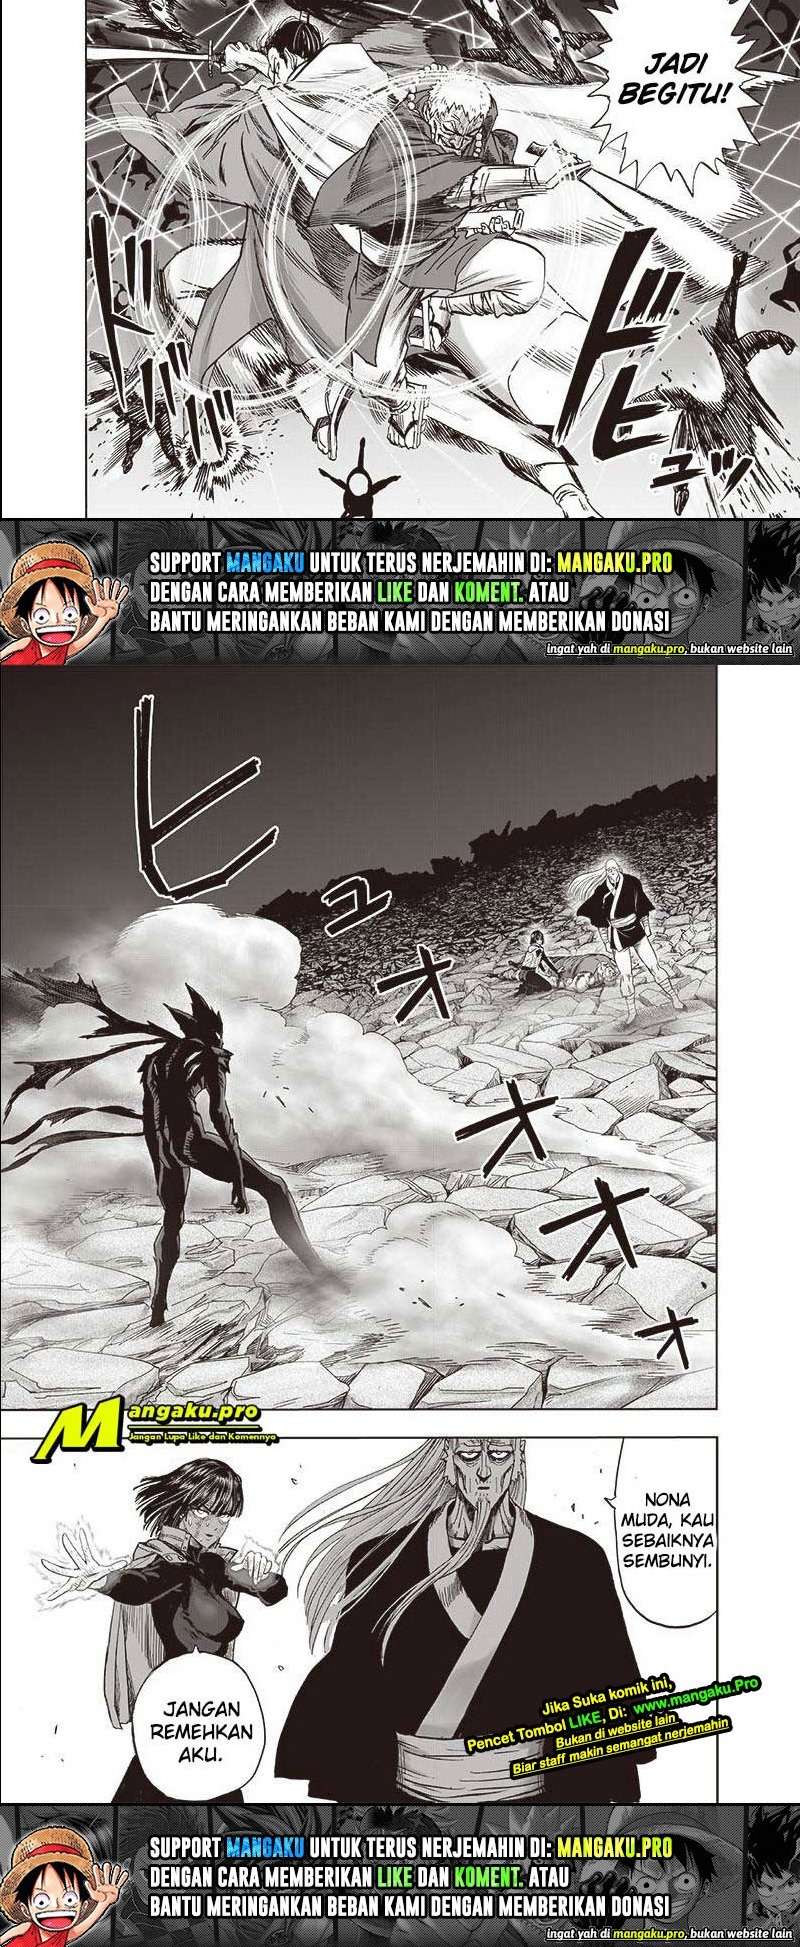 JADI
BEGITU!
ドドド
ドヒュッ
SUPPORT MANGAKU UNTUK TERUS NERJEMAHIN DI: MANGAKU.PRO
DENGAN CARA MEMBERIKAN LIKE DAN KOMENT. ATAU
BANTU MERINGANKAN BEBAN KAMI DENGAN MEMBERIKAN DONASI
ingat yah di mangaku.pro, bukan website lain
ヒュオオオオ
Mangaku.pro
Jangan Lupa Like dan Komennya
NONA
MUDA, KAU
SEBAIKNYA
SEMBUNYI.
JANGAN
REMEHKAN
AKU.
Jika Suka komik ini,
Pencet Tombol LIKE, Di: www.mangaku.Pro
Bukan di website lain
Biar staff makin semangat nerjemahin
SUPPORT MANGAKU UNTUK TERUS NERJEMAHIN DI: MANGAKU.PRO
DENGAN CARA MEMBERIKAN LIKE DAN KOMENT. ATAU
BANTU MERINGANKAN BEBAN KAMI DENGAN MEMBERIKAN DONASI
ingat yah di mangaku.pro, bukan website lain